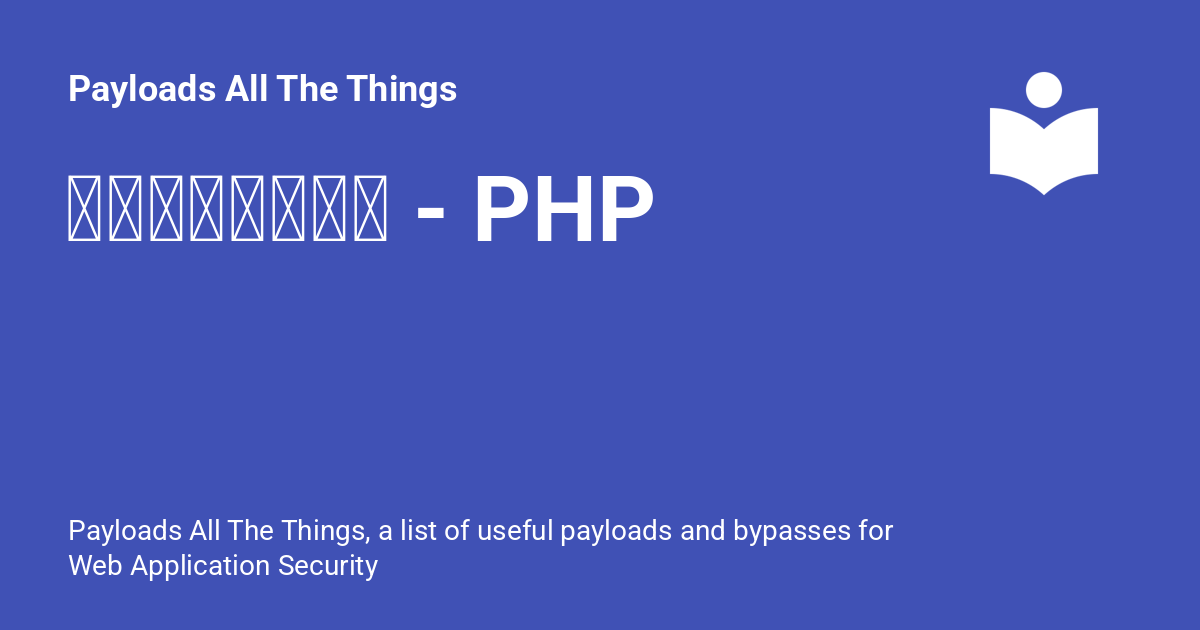 Payloads All The Things
- PHP
Payloads All The Things, a list of useful payloads and bypasses for
Web Application Security